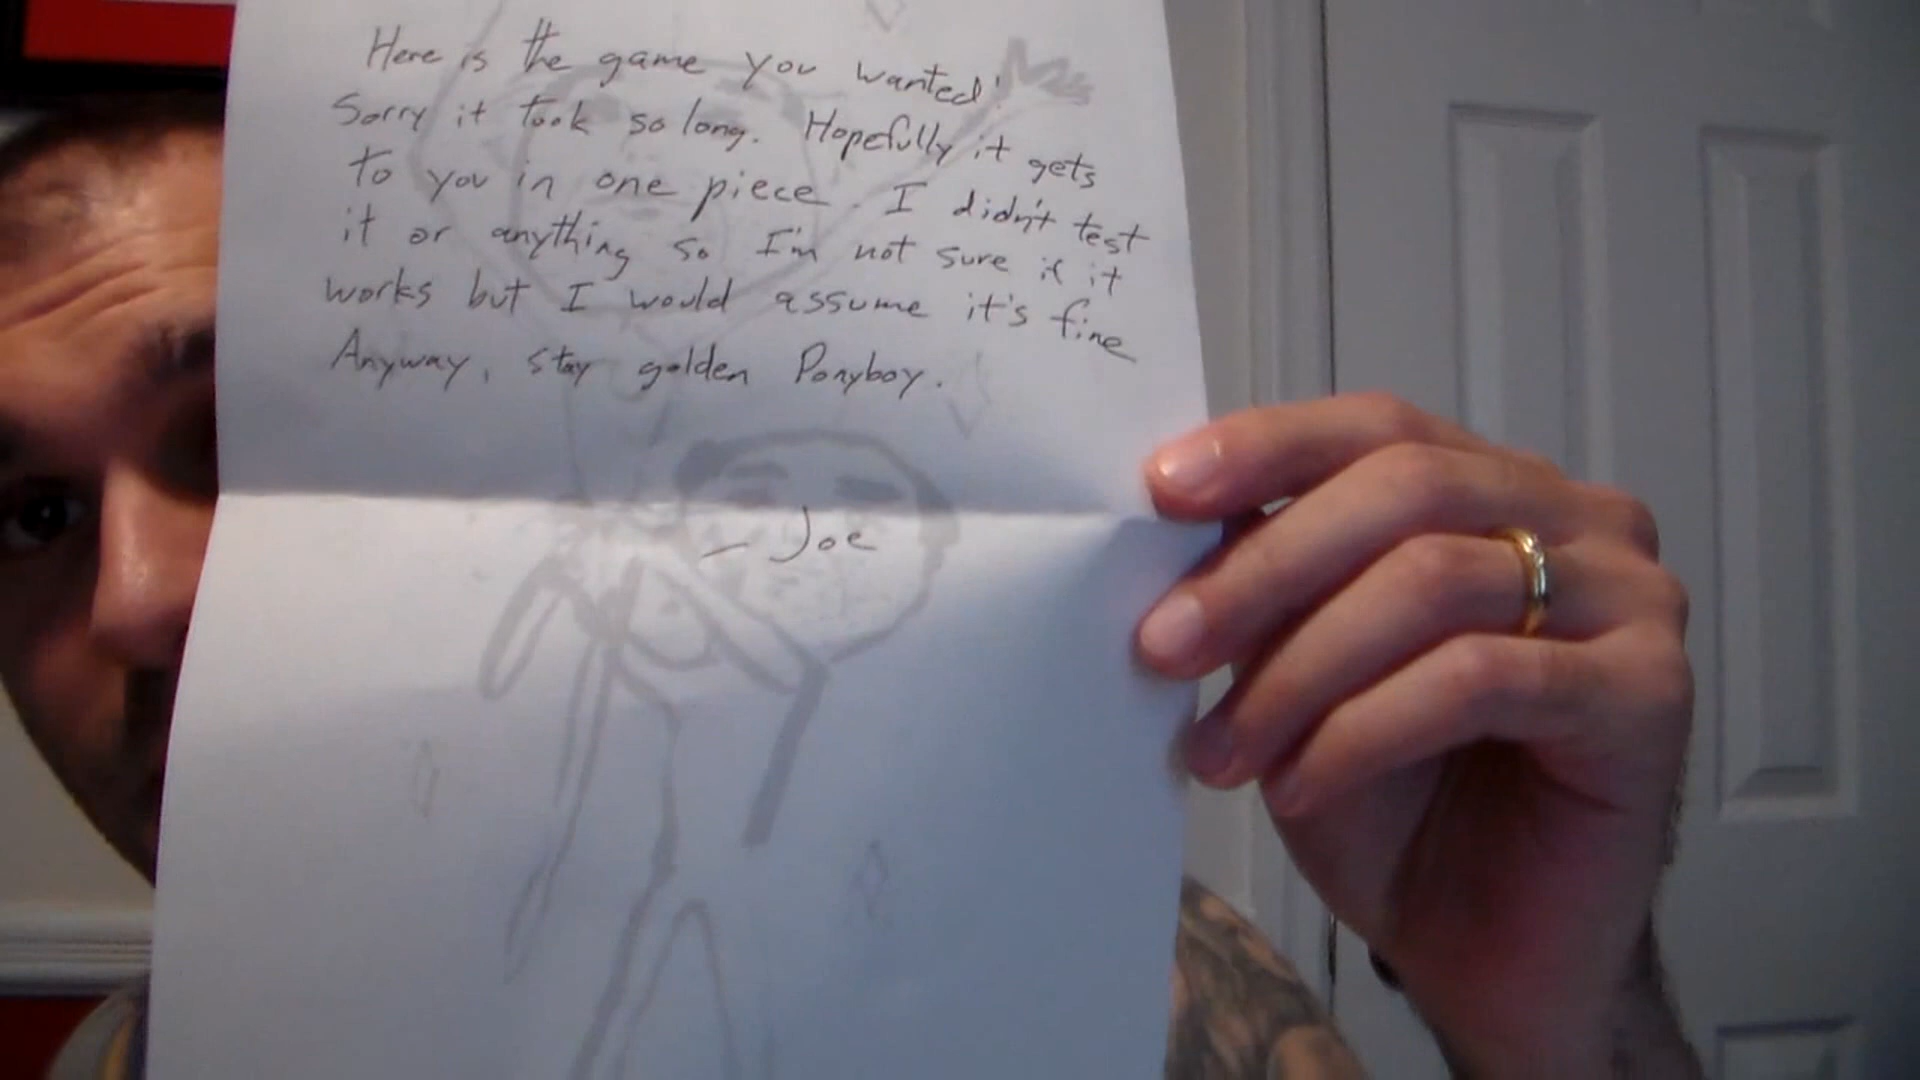 Here is the game you wanted!
Sorry it took so long. Hopefully it gets
to you in one piece. I didn't test
it or anything so I'm not sure if it
works but I would assume it's fine
Anyway, stay golden Ponyboy.
- Joe